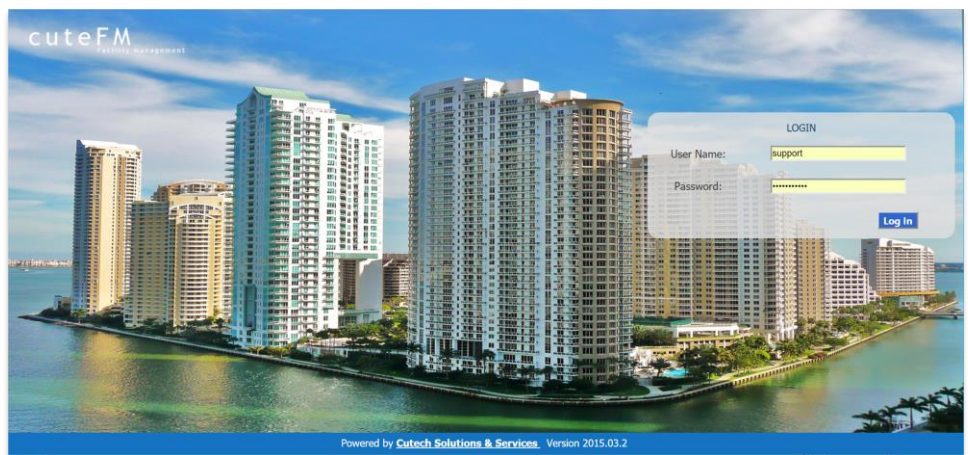 cuteFM
Facility management
LOGIN
User Name:
support
Password:
•••••••••••
Log In
Powered by Cutech Solutions & Services Version 2015.03.2